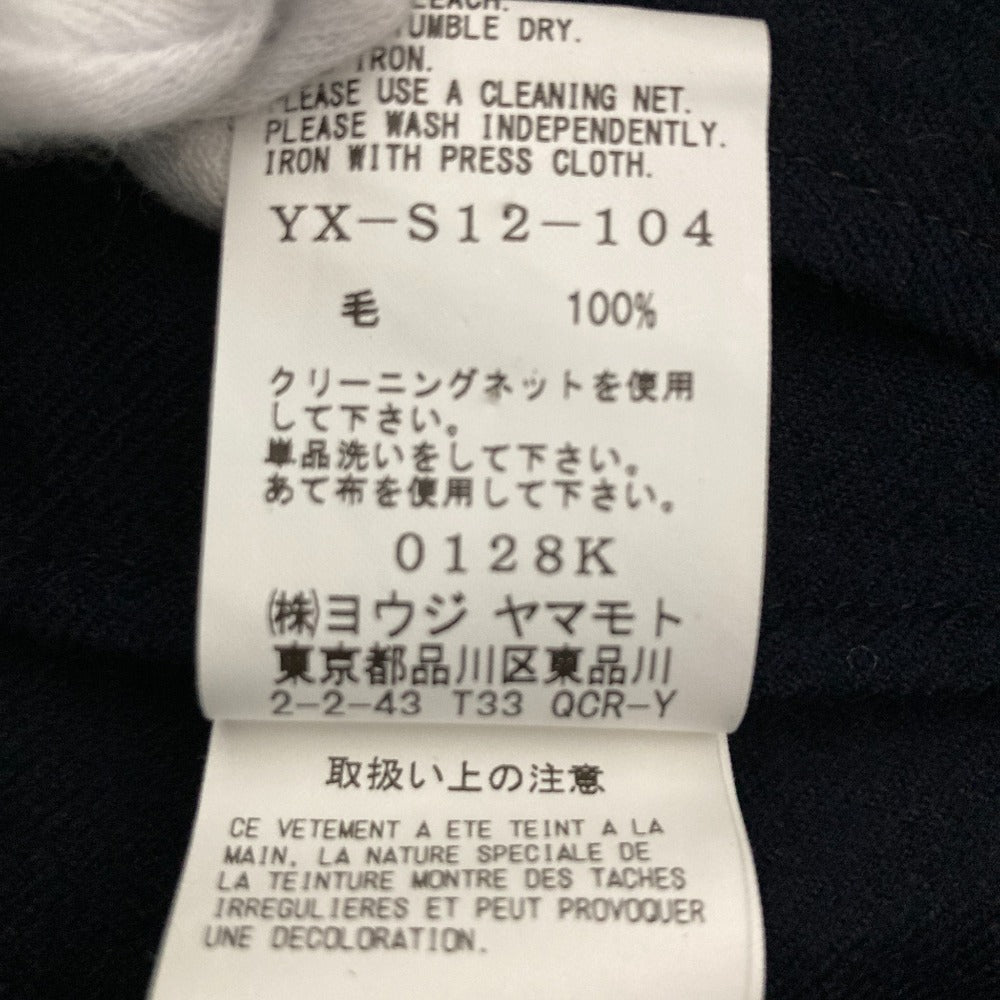 TUMBLE DRY.
IRON.
PLEASE USE A CLEANING NET.
PLEASE WASH INDEPENDENTLY.
IRON WITH PRESS CLOTH.
YX-S12-104
毛 100%
クリーニングネットを使用
して下さい。
単品洗いをして下さい。
あて布を使用して下さい。
0128K
㈱ヨウジ ヤマモト
東京都品川区東品川
2-2-43 T33 QCR-Y
取扱い上の注意
CE VETEMENT A ETE TEINT A LA
MAIN. LA NATURE SPECIALE DE
LA TEINTURE MONTRE DES TACHES
IRREGULIERES ET PEUT PROVOQUER
UNE DECOLORATION.